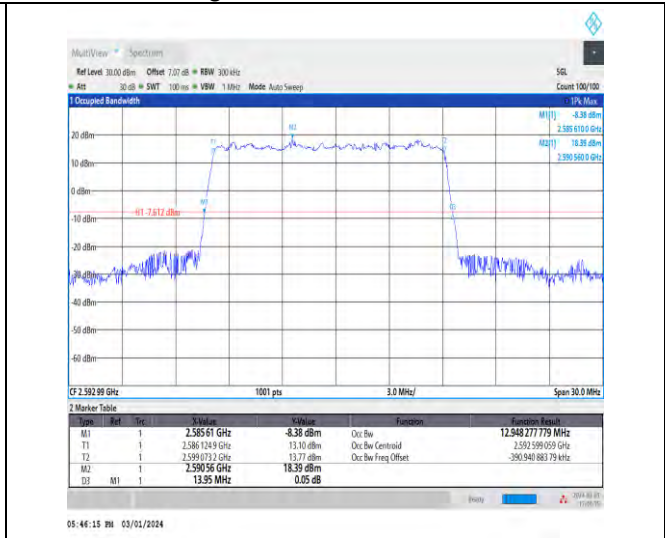 MultiView Spectrum
Ref Level 30.00 dBm Offset 7.07 dB RBW 300 kHz SGL
Att 30 dB SWT 100 ms VBW 1 MHz Mode Auto Sweep Count 100/100
1 Occupied Bandwidth 1Pk Max
M1[1] -8.38 dBm
2.585 610 0 GHz
M2[1] 18.39 dBm
2.590 560 0 GHz
M2
T1
20 dBm
10 dBm
0 dBm
M1
H1 -7.612 dBm
D3
-10 dBm
-20 dBm
-30 dBm
-40 dBm
-50 dBm
-60 dBm
CF 2.592 99 GHz 1001 pts 3.0 MHz/ Span 30.0 MHz
2 Marker Table
Type Ref Trc X-Value Y-Value Function Function Result
M1 1 2.585 61 GHz -8.38 dBm Occ Bw 12.948 277 779 MHz
T1 1 2.586 124 9 GHz 13.10 dBm Occ Bw Centroid 2.592 599 059 GHz
T2 1 2.599 073 2 GHz 13.77 dBm Occ Bw Freq Offset -390.940 883 79 kHz
M2 1 2.590 56 GHz 18.39 dBm
D3 M1 1 13.95 MHz 0.05 dB
05:46:15 PM 03/01/2024